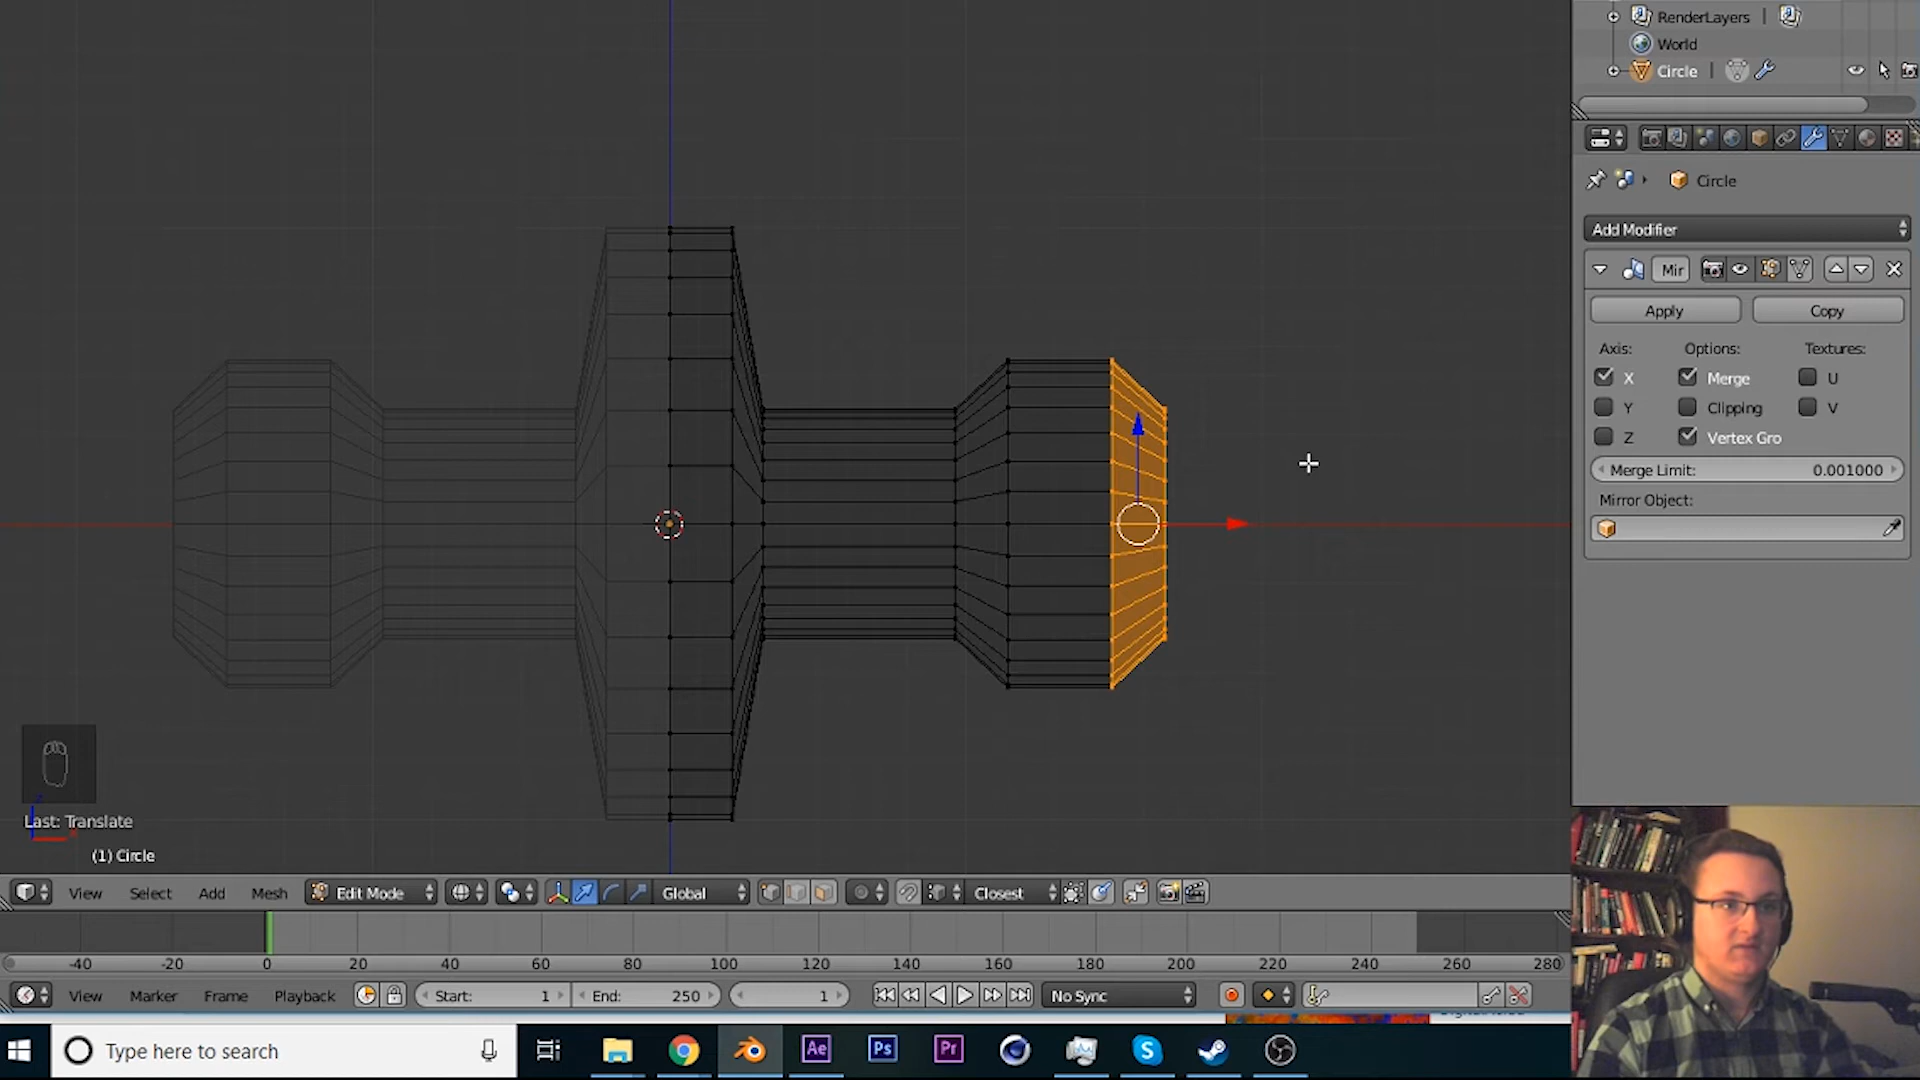 RenderLayers
World
Circle
Circle
Add Modifier
Mir
Apply
Copy
Axis:
Options:
Textures:
X
Merge
U
Y
Clipping
V
Z
Vertex Gro
Merge Limit: 0.001000
Mirror Object:
Last: Translate
(1) Circle
View
Select
Add
Mesh
Edit Mode
Global
Closest
-40
-20
0
20
40
60
80
100
120
140
160
180
200
220
240
260
280
View
Marker
Frame
Playback
Start: 1
End: 250
1
No Sync
Type here to search
Ae
Ps
Pr